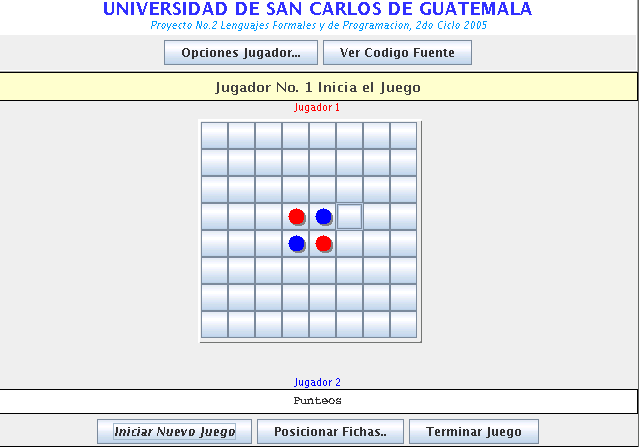 UNIVERSIDAD DE SAN CARLOS DE GUATEMALA
Proyecto No.2 Lenguajes Formales y de Programacion, 2do Ciclo 2005
Opciones Jugador... Ver Codigo Fuente
Jugador No. 1 Inicia el Juego
Jugador 1
Jugador 2
Punteos
Iniciar Nuevo Juego Posicionar Fichas.. Terminar Juego